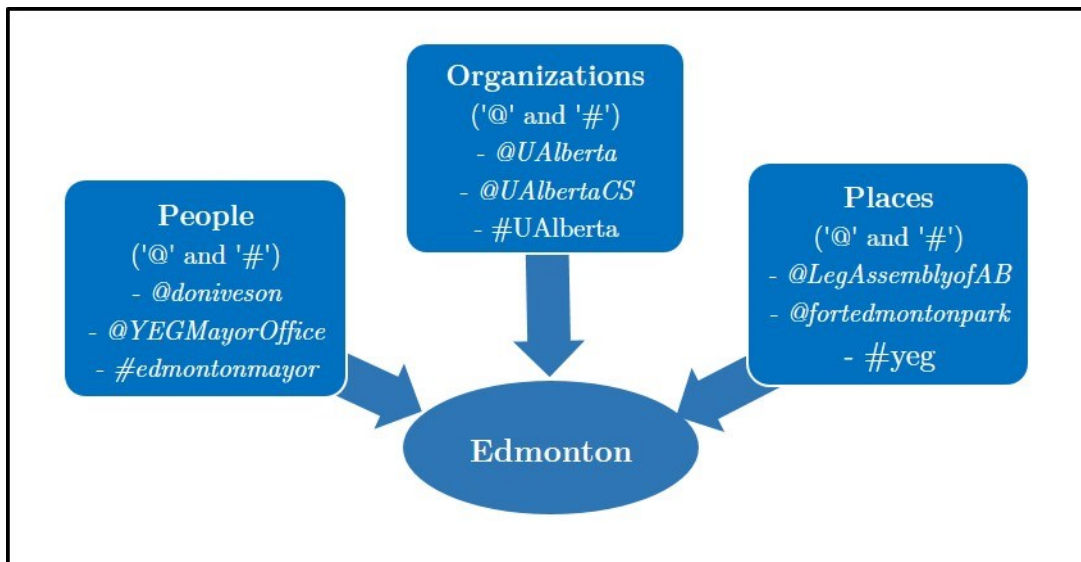 People
('@' and '#')
- @doniveson
- @YEGMayorOffice
- #edmontonmayor
Organizations
('@' and '#')
- @UAlberta
- @UAlbertaCS
- #UAlberta
Places
('@' and '#')
- @LegAssemblyofAB
- @fortedmontonpark
- #yeg
Edmonton